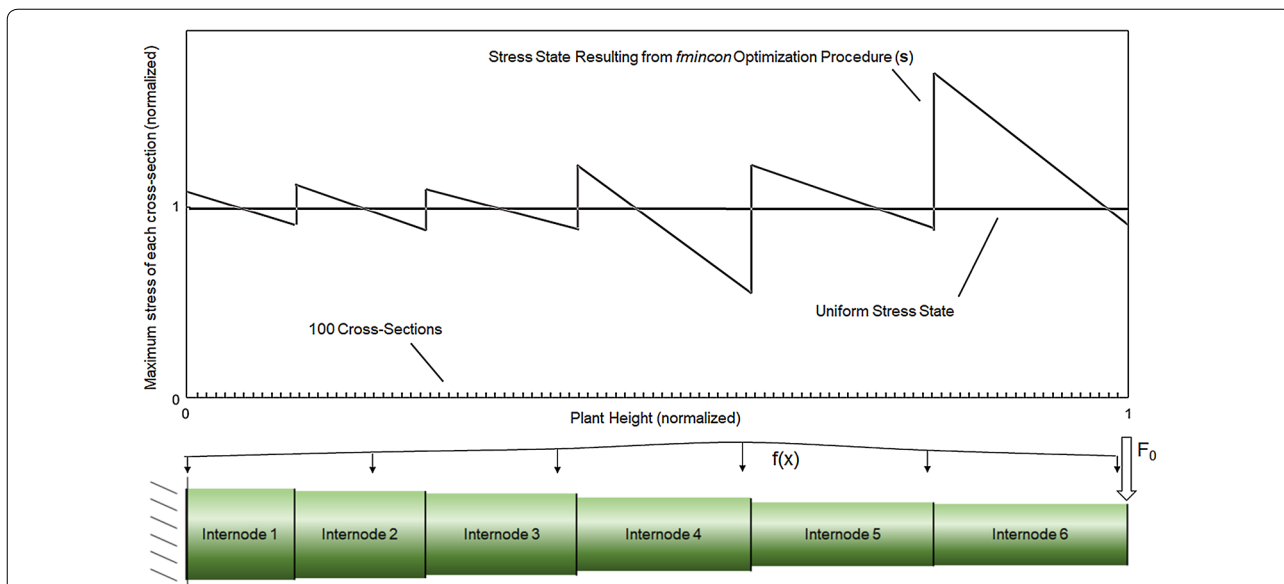 Stress State Resulting from fmincon Optimization Procedure (s)
Maximum stress of each cross-section (normalized)
1
Uniform Stress State
100 Cross-Sections
0
0
Plant Height (normalized)
1
f(x)
F₀
Internode 1
Internode 2
Internode 3
Internode 4
Internode 5
Internode 6